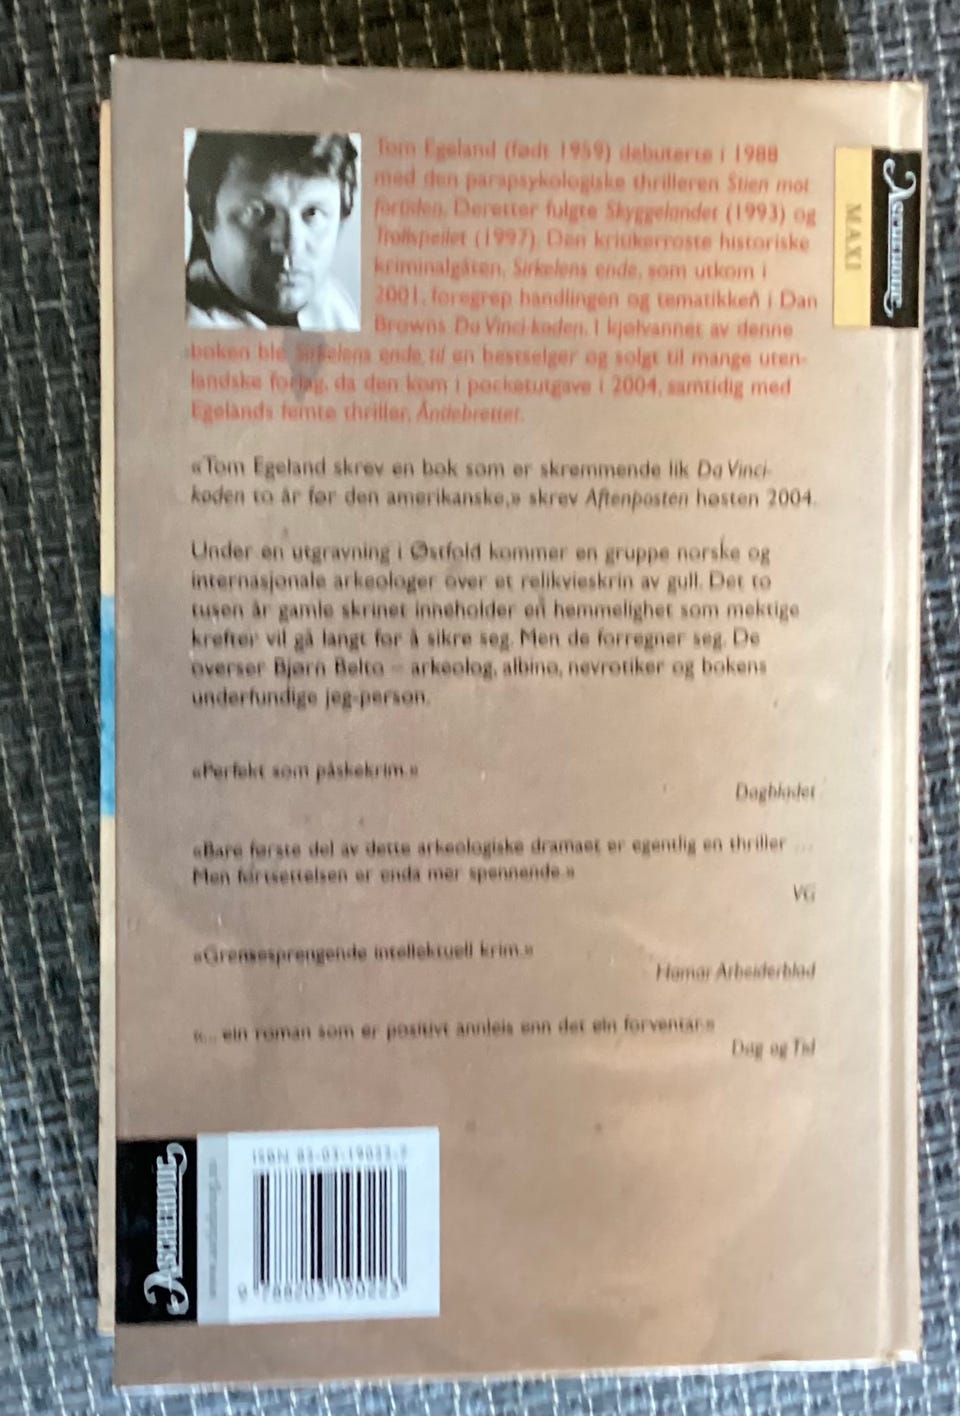 Tom Egeland (født 1959) debuterte i 1988
med den parapsykologiske thrilleren Stien mot
fortiden. Deretter fulgte Skyggelandet (1993) og
Trollspeilet (1997). Den kritikerroste historiske
kriminalgåten, Sirkelens ende, som utkom i
2001, foregrep handlingen og tematikken i Dan
Browns Da Vinci-koden. I kjølvannet av denne
boken ble Sirkelens ende til en bestselger og solgt til mange uten-
landske forlag, da den kom i pocketutgave i 2004, samtidig med
Egelands femte thriller, Åndebrettet.
ASCHEHOUG
MAXI
«Tom Egeland skrev en bok som er skremmende lik Da Vinci-
koden to år før den amerikanske,» skrev Aftenposten høsten 2004.
Under en utgravning i Østfold kommer en gruppe norske og
internasjonale arkeologer over et relikvieskrin av gull. Det to
tusen år gamle skrinet inneholder en hemmelighet som mektige
krefter vil gå langt for å sikre seg. Men de forregner seg. De
overser Bjørn Beltø – arkeolog, albino, nevrotiker og bokens
underfundige jeg-person.
«Perfekt som påskekrim.»
Dagbladet
«Bare første del av dette arkeologiske dramaet er egentlig en thriller ...
Men fortsettelsen er enda mer spennende.»
VG
«Grensesprengende intellektuell krim.»
Hamar Arbeiderblad
«... ein roman som er positivt annleis enn det ein forventar.»
Dag og Tid
ASCHEHOUG
ISBN